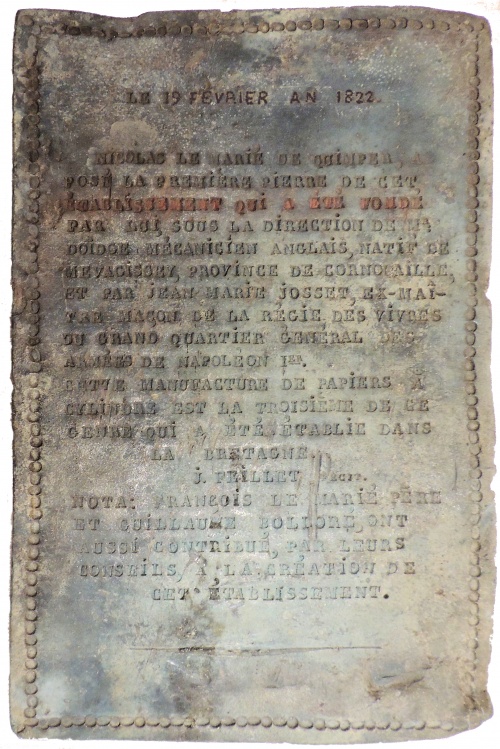 LE 19 FÉVRIER AN 1822.
NICOLAS LE MARIÉ DE QUIMPER, A
POSÉ LA PREMIÈRE PIERRE DE CET
ÉTABLISSEMENT QUI A ÉTÉ FONDÉ
PAR LUI, SOUS LA DIRECTION DE Mr
DOIDGE MÉCANICIEN ANGLAIS, NATIF DE
MEVAGISSEY, PROVINCE DE CORNOUAILLE,
ET PAR JEAN MARIE JOSSET, EX-MAÎ-
TRE MAÇON DE LA RÉGIE DES VIVRES
DU GRAND QUARTIER GÉNÉRAL DES
ARMÉES DE NAPOLÉON Ier.
CETTE MANUFACTURE DE PAPIERS À
CYLINDRE EST LA TROISIÈME DE CE
GENRE QUI A ÉTÉ ÉTABLIE DANS
LA BRETAGNE.
J. FEILLET
NOTA: FRANÇOIS LE MARIÉ PÈRE
ET GUILLAUME BOLLORÉ, ONT
AUSSI CONTRIBUÉ, PAR LEURS
CONSEILS, À LA CRÉATION DE
CET ÉTABLISSEMENT.